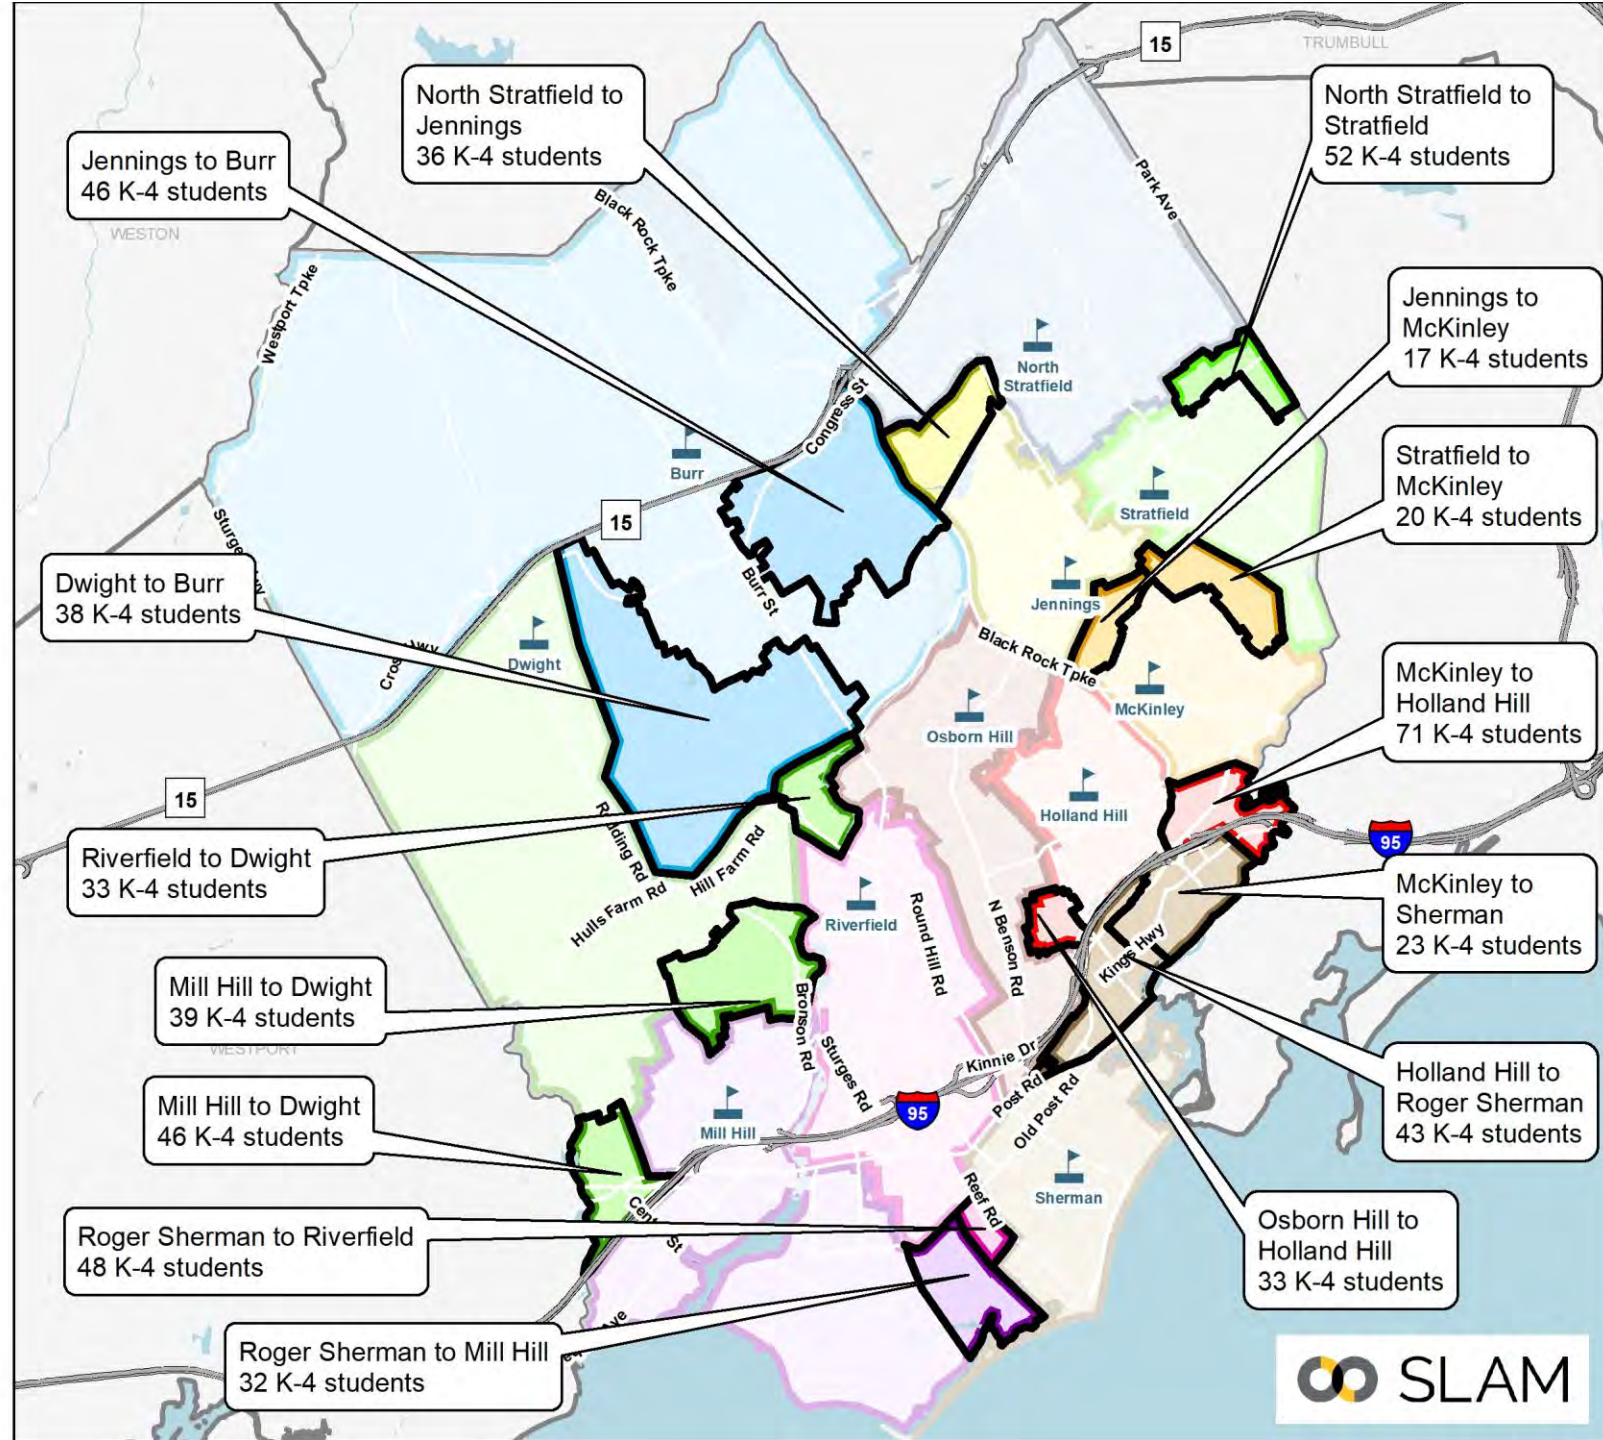 15
TRUMBULL
North Stratfield to
Jennings
36 K-4 students
North Stratfield to
Stratfield
52 K-4 students
Jennings to Burr
46 K-4 students
WESTON
Park Ave
Black Rock Tpke
Westport Tpke
Jennings to
McKinley
17 K-4 students
North
Stratfield
Congress St
Burr
Stratfield to
McKinley
20 K-4 students
Stratfield
15
Dwight to Burr
38 K-4 students
Burr St
Jennings
Dwight
Black Rock Tpke
McKinley
McKinley to
Holland Hill
71 K-4 students
Osborn Hill
15
Holland Hill
95
Riverfield to Dwight
33 K-4 students
Redding Rd
Hill Farm Rd
Hulls Farm Rd
Riverfield
Round Hill Rd
N Benson Rd
Kings Hwy
McKinley to
Sherman
23 K-4 students
Mill Hill to Dwight
39 K-4 students
Bronson Rd
WESTPORT
Sturges Rd
Kinnie Dr
Post Rd
Old Post Rd
Holland Hill to
Roger Sherman
43 K-4 students
Mill Hill to Dwight
46 K-4 students
Mill Hill
95
Sherman
Reef Rd
Roger Sherman to Riverfield
48 K-4 students
Osborn Hill to
Holland Hill
33 K-4 students
Roger Sherman to Mill Hill
32 K-4 students
SLAM